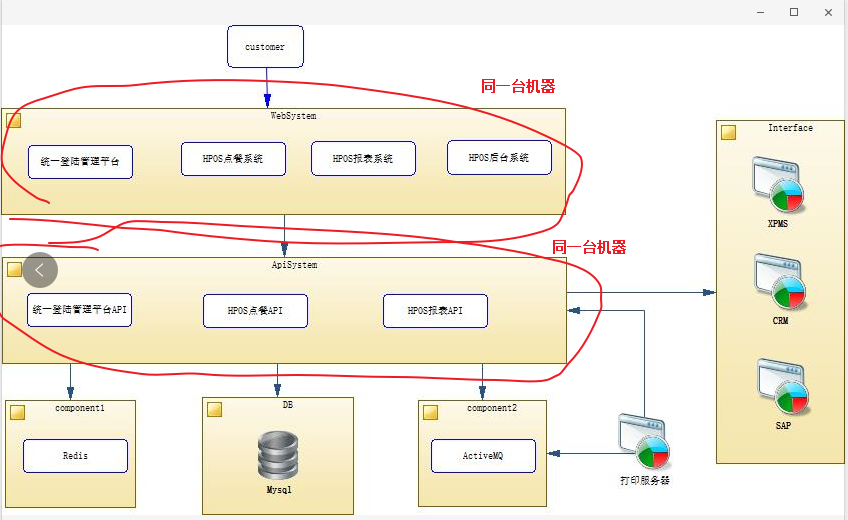 customer
同一台机器
WebSystem
统一登陆管理平台
HPOS点餐系统
HPOS报表系统
HPOS后台系统
Interface
XPMS
CRM
SAP
同一台机器
ApiSystem
统一登陆管理平台API
HPOS点餐API
HPOS报表API
component1
Redis
DB
Mysql
component2
ActiveMQ
打印服务器